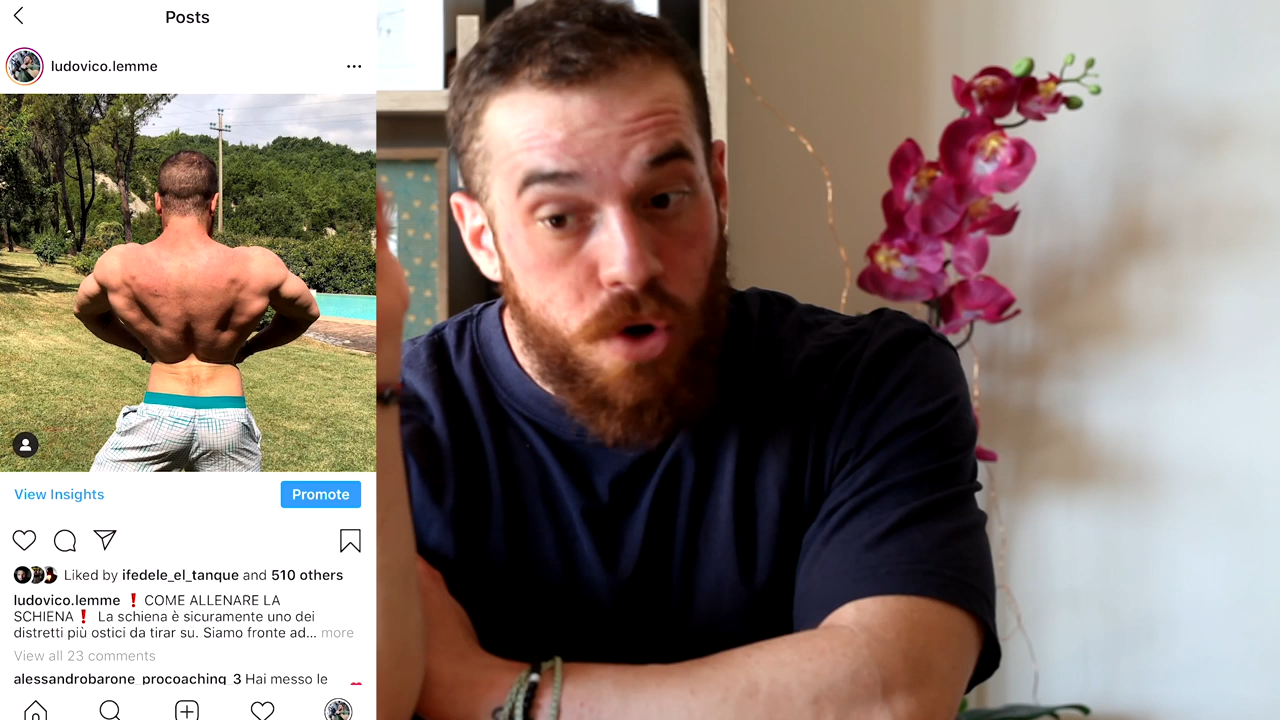 Posts
ludovico.lemme
View Insights
Promote
Liked by ifedele_el_tanque and 510 others
ludovico.lemme ❗ COME ALLENARE LA
SCHIENA❗ La schiena è sicuramente uno dei
distretti più ostici da tirar su. Siamo fronte ad... more
View all 23 comments
alessandrobarone_procoaching_3 Hai messo le